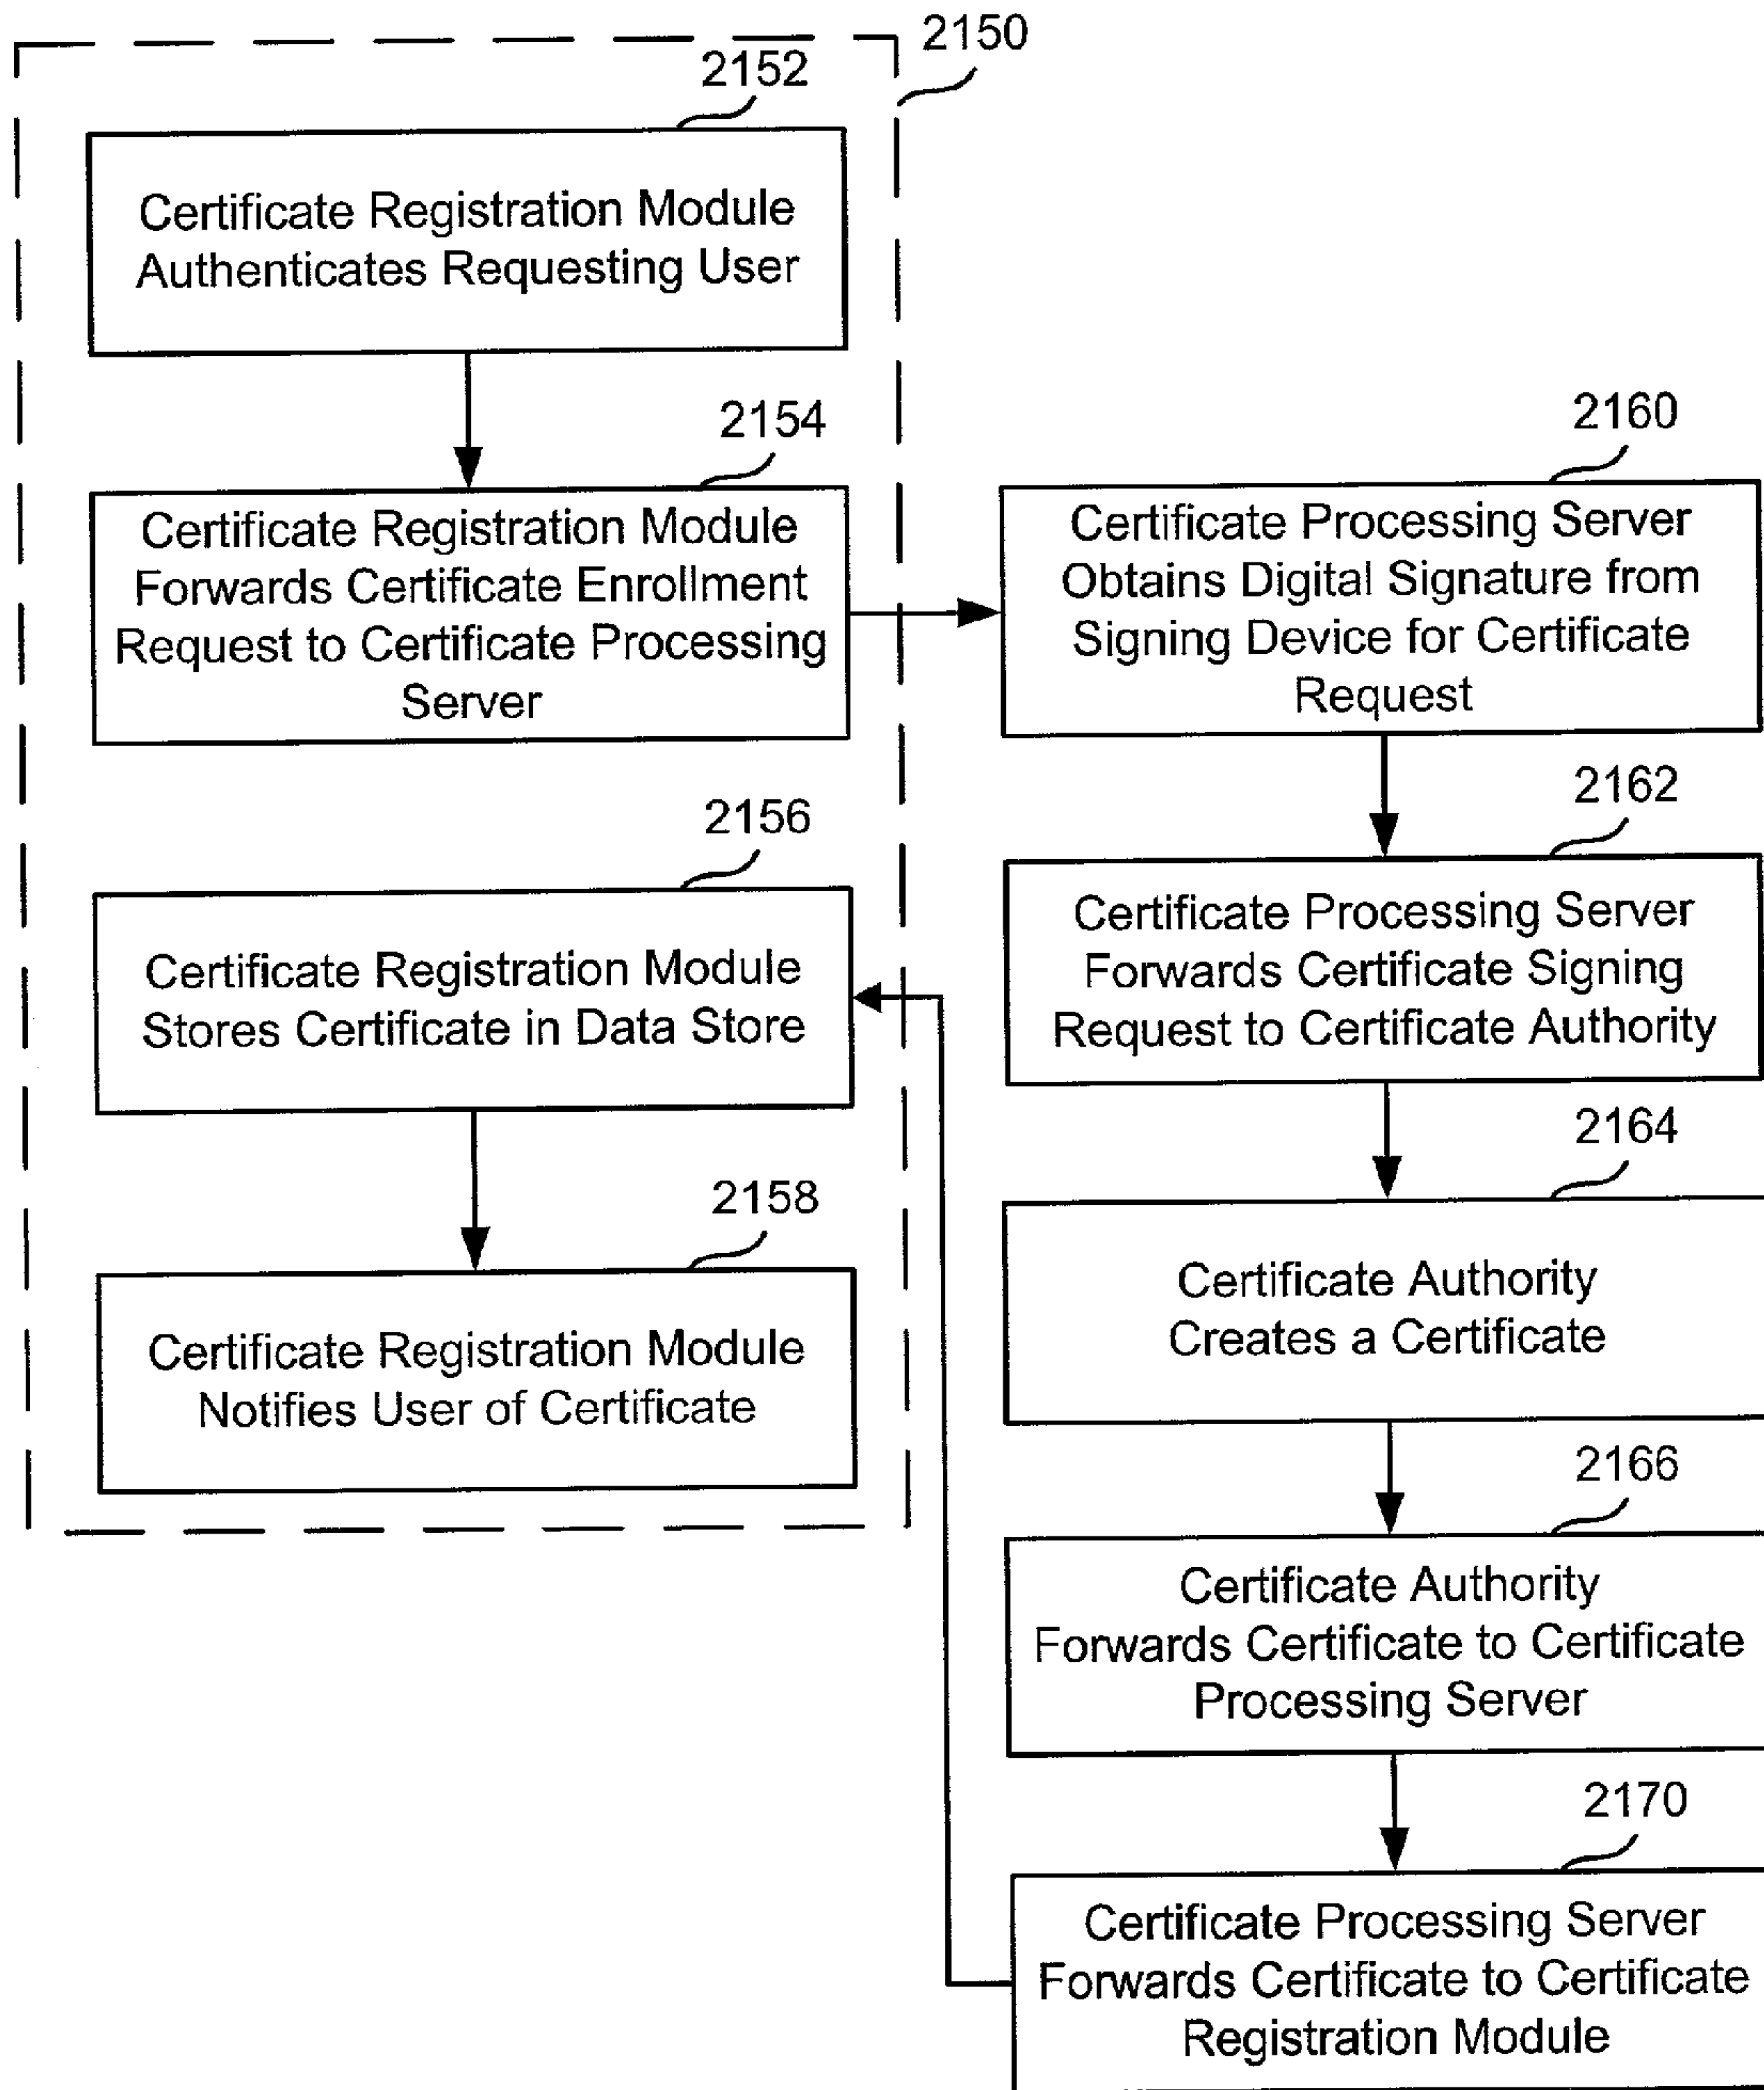 2150
2152
Certificate Registration Module
Authenticates Requesting User
2154
Certificate Registration Module
Forwards Certificate Enrollment
Request to Certificate Processing
Server
2156
Certificate Registration Module
Stores Certificate in Data Store
2158
Certificate Registration Module
Notifies User of Certificate
2160
Certificate Processing Server
Obtains Digital Signature from
Signing Device for Certificate
Request
2162
Certificate Processing Server
Forwards Certificate Signing
Request to Certificate Authority
2164
Certificate Authority
Creates a Certificate
2166
Certificate Authority
Forwards Certificate to Certificate
Processing Server
2170
Certificate Processing Server
Forwards Certificate to Certificate
Registration Module